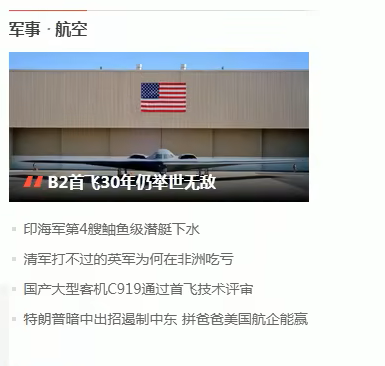 军事·航空
B2首飞30年仍举世无敌
印海军第4艘鲉鱼级潜艇下水
清军打不过的英军为何在非洲吃亏
国产大型客机C919通过首飞技术评审
特朗普暗中出招遏制中东 拼爸爸美国航企能赢